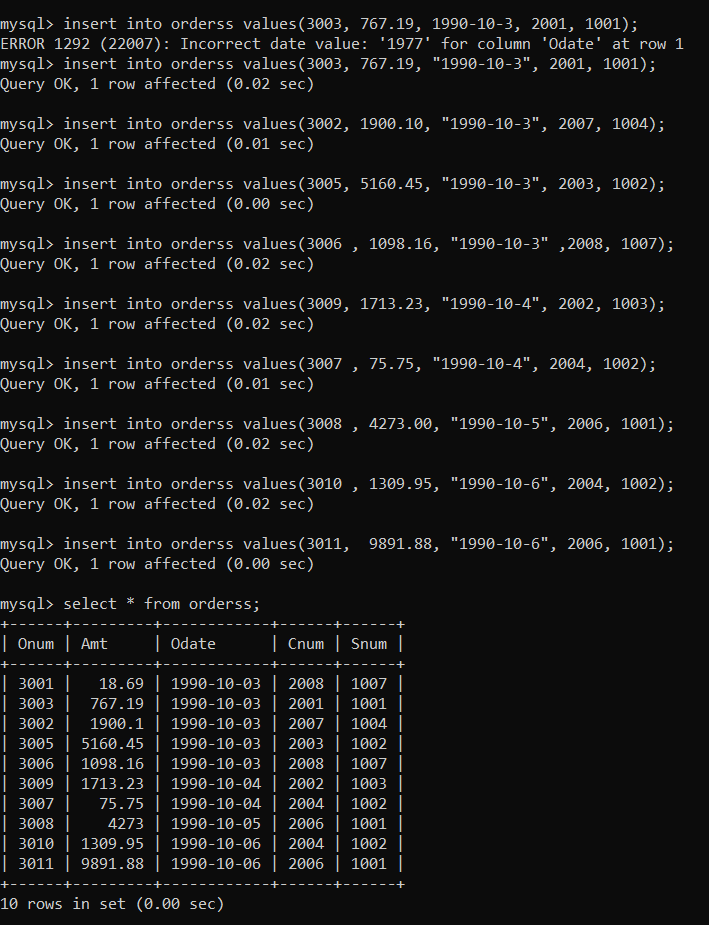 mysql> insert into orderss values(3003, 767.19, 1990-10-3, 2001, 1001);
ERROR 1292 (22007): Incorrect date value: '1977' for column 'Odate' at row 1
mysql> insert into orderss values(3003, 767.19, "1990-10-3", 2001, 1001);
Query OK, 1 row affected (0.02 sec)

mysql> insert into orderss values(3002, 1900.10, "1990-10-3", 2007, 1004);
Query OK, 1 row affected (0.01 sec)

mysql> insert into orderss values(3005, 5160.45, "1990-10-3", 2003, 1002);
Query OK, 1 row affected (0.00 sec)

mysql> insert into orderss values(3006 , 1098.16, "1990-10-3" ,2008, 1007);
Query OK, 1 row affected (0.02 sec)

mysql> insert into orderss values(3009, 1713.23, "1990-10-4", 2002, 1003);
Query OK, 1 row affected (0.02 sec)

mysql> insert into orderss values(3007 , 75.75, "1990-10-4", 2004, 1002);
Query OK, 1 row affected (0.01 sec)

mysql> insert into orderss values(3008 , 4273.00, "1990-10-5", 2006, 1001);
Query OK, 1 row affected (0.02 sec)

mysql> insert into orderss values(3010 , 1309.95, "1990-10-6", 2004, 1002);
Query OK, 1 row affected (0.02 sec)

mysql> insert into orderss values(3011,  9891.88, "1990-10-6", 2006, 1001);
Query OK, 1 row affected (0.00 sec)

mysql> select * from orderss;
+------+---------+------------+------+------+
| Onum | Amt     | Odate      | Cnum | Snum |
+------+---------+------------+------+------+
| 3001 |   18.69 | 1990-10-03 | 2008 | 1007 |
| 3003 |  767.19 | 1990-10-03 | 2001 | 1001 |
| 3002 |  1900.1 | 1990-10-03 | 2007 | 1004 |
| 3005 | 5160.45 | 1990-10-03 | 2003 | 1002 |
| 3006 | 1098.16 | 1990-10-03 | 2008 | 1007 |
| 3009 | 1713.23 | 1990-10-04 | 2002 | 1003 |
| 3007 |   75.75 | 1990-10-04 | 2004 | 1002 |
| 3008 |    4273 | 1990-10-05 | 2006 | 1001 |
| 3010 | 1309.95 | 1990-10-06 | 2004 | 1002 |
| 3011 | 9891.88 | 1990-10-06 | 2006 | 1001 |
+------+---------+------------+------+------+
10 rows in set (0.00 sec)